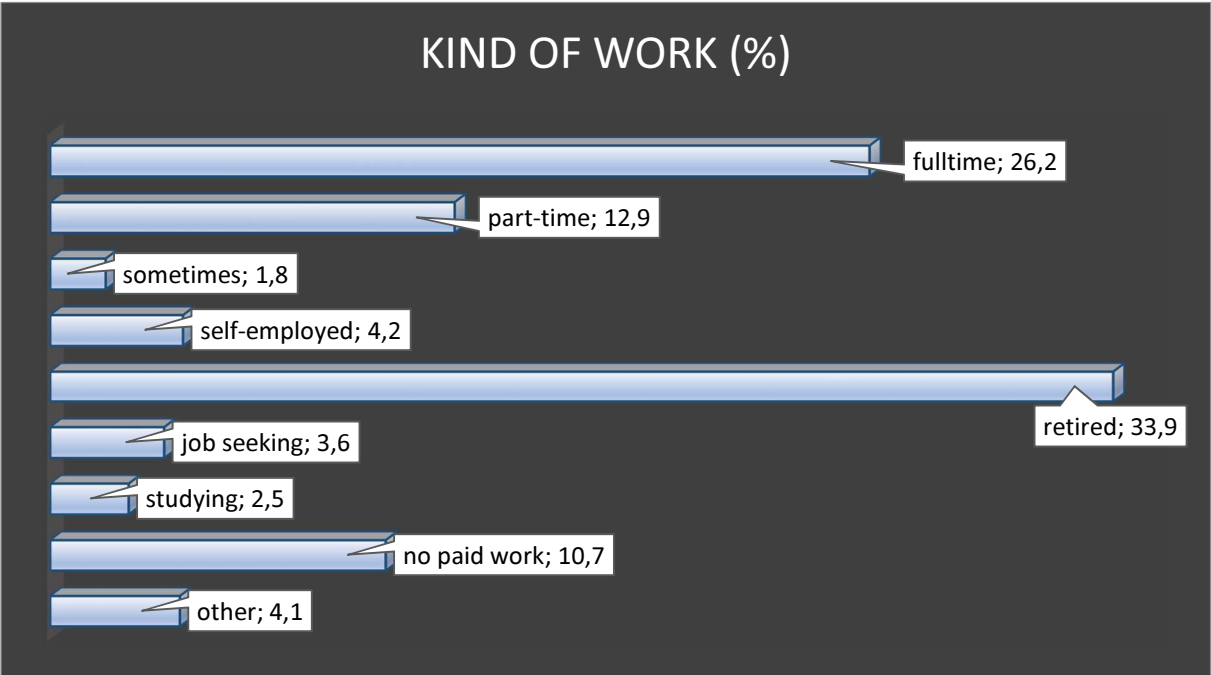 KIND OF WORK (%)
fulltime; 26,2
part-time; 12,9
sometimes; 1,8
self-employed; 4,2
retired; 33,9
job seeking; 3,6
studying; 2,5
no paid work; 10,7
other; 4,1